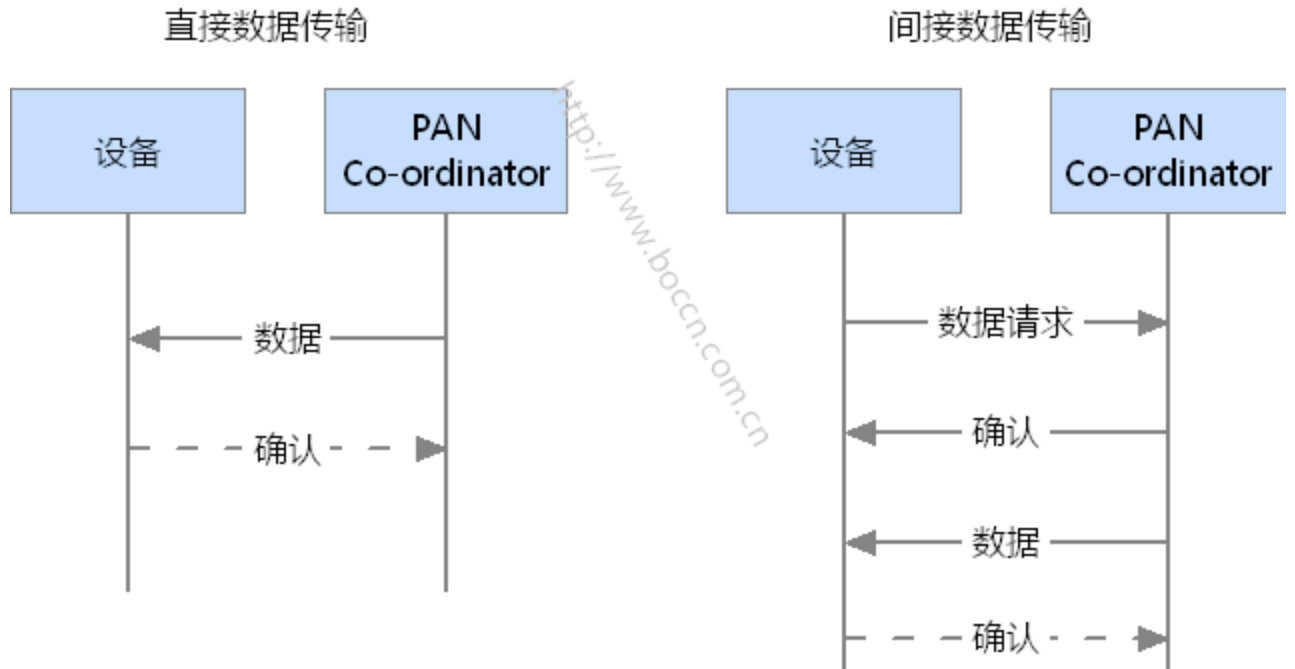 直接数据传输
间接数据传输
设备
PAN
Co-ordinator
设备
PAN
Co-ordinator
http://www.boccn.com.cn
数据
确认
数据请求
确认
数据
确认